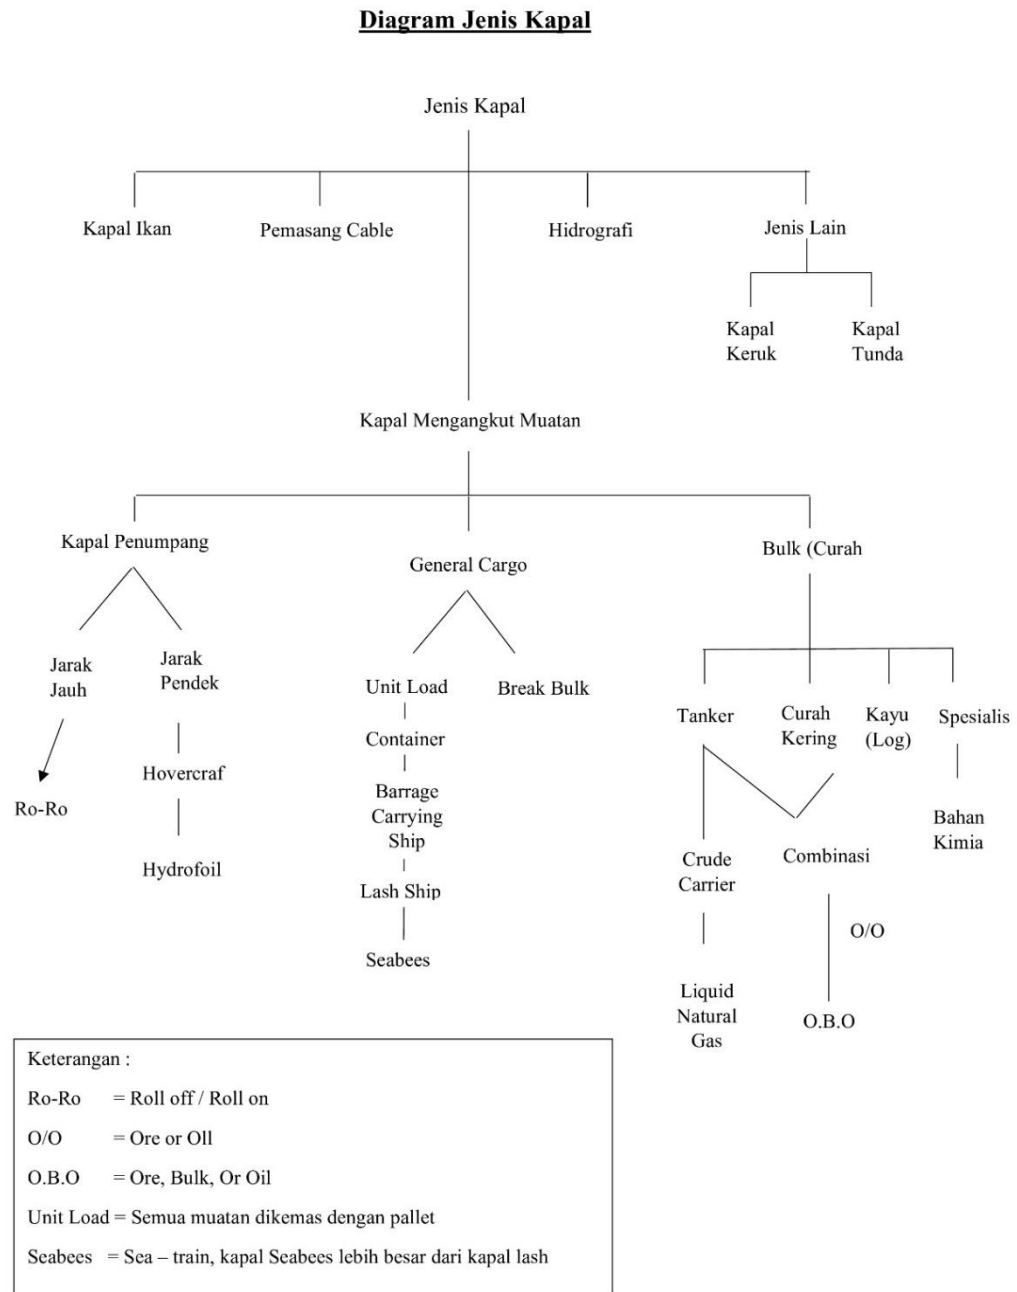 Diagram Jenis Kapal
Jenis Kapal
Kapal Ikan
Pemasang Cable
Hidrografi
Jenis Lain
Kapal
Keruk
Kapal
Tunda
Kapal Mengangkut Muatan
Kapal Penumpang
General Cargo
Bulk (Curah
Jarak
Jauh
Jarak
Pendek
Unit Load
Break Bulk
Tanker
Curah
Kering
Kayu
(Log)
Spesialis
Ro-Ro
Hovercraf
Hydrofoil
Container
Barrage
Carrying
Ship
Lash Ship
Seabees
Crude
Carrier
Combinasi
Bahan
Kimia
O/O
Liquid
Natural
Gas
O.B.O
Keterangan :
Ro-Ro = Roll off / Roll on
O/O = Ore or Oll
O.B.O = Ore, Bulk, Or Oil
Unit Load = Semua muatan dikemas dengan pallet
Seabees = Sea – train, kapal Seabees lebih besar dari kapal lash